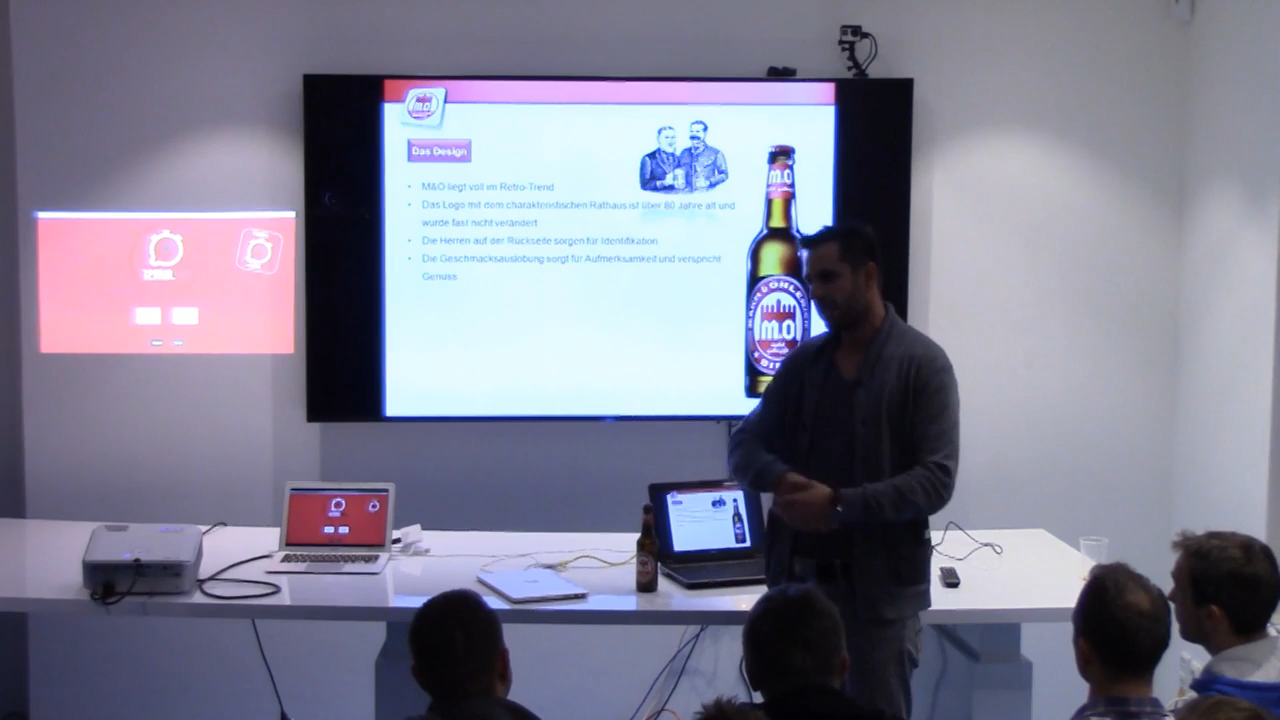 M.O
Das Design
• M&O liegt voll im Retro-Trend
• Das Logo mit dem charakteristischen Rathaus ist über 80 Jahre alt und
wurde fast nicht verändert
• Die Herren auf der Rückseite sorgen für Identifikation
• Die Geschmacksauslobung sorgt für Aufmerksamkeit und verspricht
Genuss
M.O
M.O